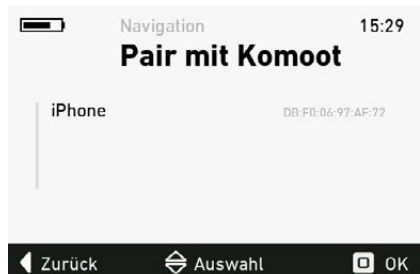 Navigation 15:29
Pair mit Komoot
iPhone DB:F0:06:97:AF:72
Zurück Auswahl OK